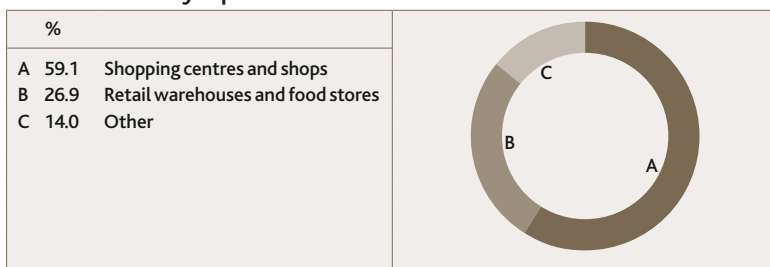 %
A 59.1 Shopping centres and shops
B 26.9 Retail warehouses and food stores
C 14.0 Other
C
B
A